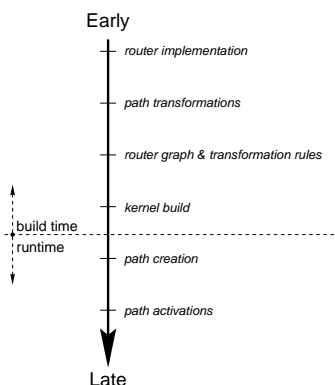 Early
router implementation
path transformations
router graph & transformation rules
kernel build
build time
runtime
path creation
path activations
Late